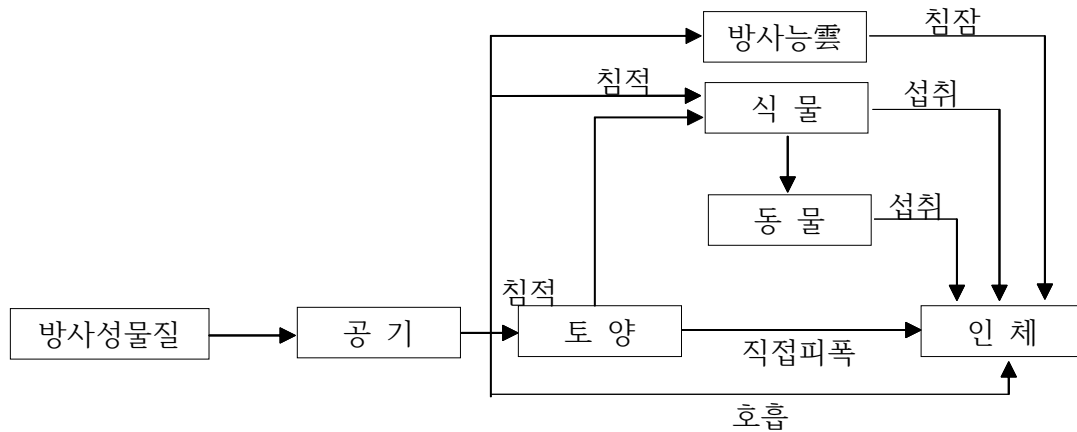 방사능雲
침잠
침적
식 물
섭취
동 물
섭취
침적
방사성물질
공 기
토 양
인 체
직접피폭
호흡